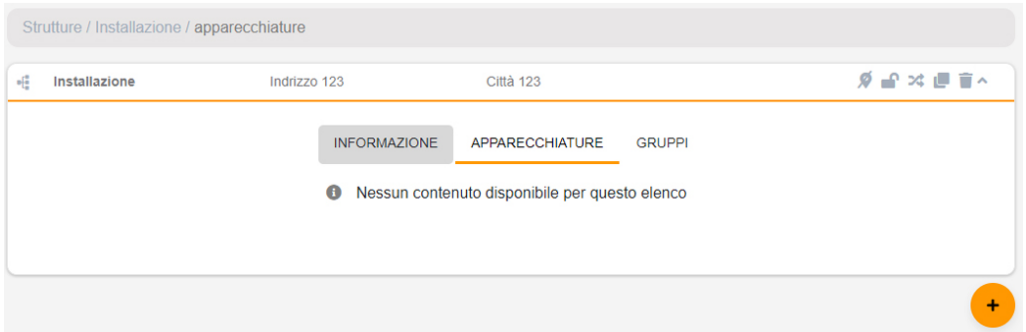 Strutture / Installazione / apparecchiature
Installazione Indrizzo 123 Città 123
INFORMAZIONE APPARECCHIATURE GRUPPI
Nessun contenuto disponibile per questo elenco